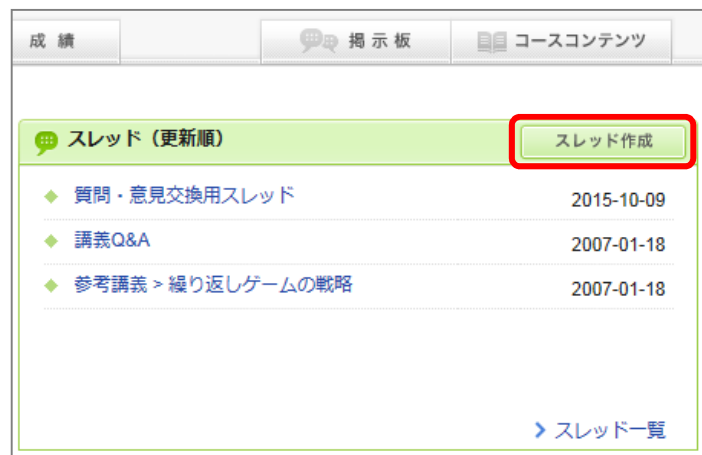 成 績 掲 示 板 コースコンテンツ
スレッド（更新順） スレッド作成
質問・意見交換用スレッド 2015-10-09
講義Q&A 2007-01-18
参考講義 > 繰り返しゲームの戦略 2007-01-18
スレッド一覧